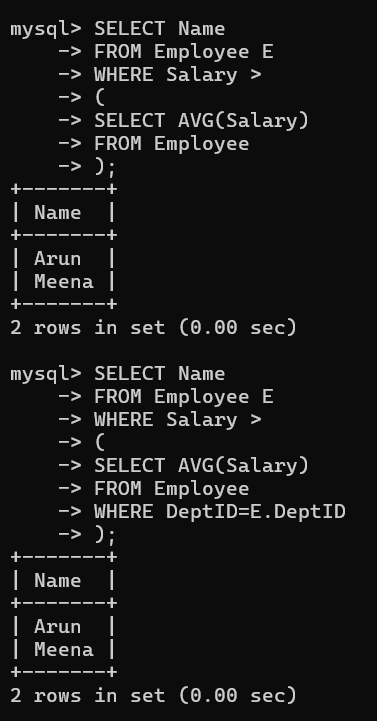 mysql> SELECT Name
    -> FROM Employee E
    -> WHERE Salary >
    -> (
    -> SELECT AVG(Salary)
    -> FROM Employee
    -> );
+-------+
| Name  |
+-------+
| Arun  |
| Meena |
+-------+
2 rows in set (0.00 sec)

mysql> SELECT Name
    -> FROM Employee E
    -> WHERE Salary >
    -> (
    -> SELECT AVG(Salary)
    -> FROM Employee
    -> WHERE DeptID=E.DeptID
    -> );
+-------+
| Name  |
+-------+
| Arun  |
| Meena |
+-------+
2 rows in set (0.00 sec)